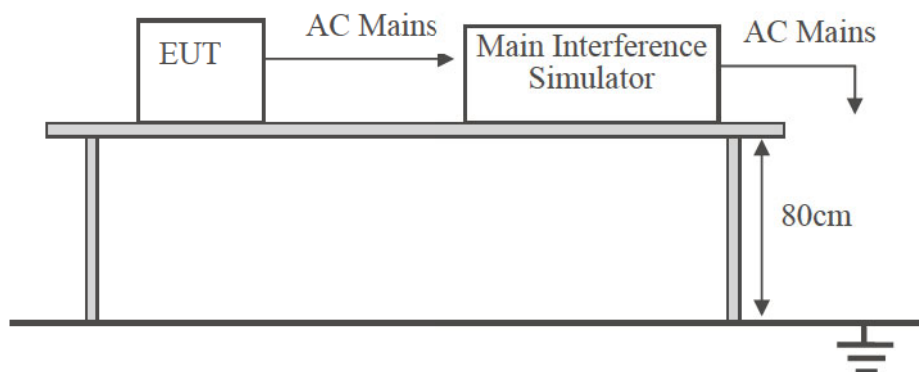 EUT
AC Mains
Main Interference
Simulator
AC Mains
80cm